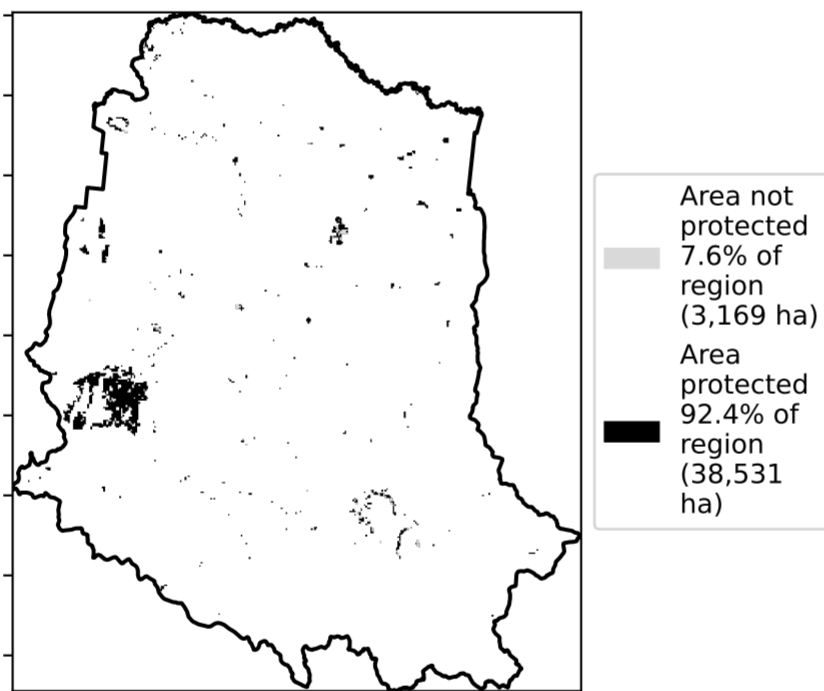 Area not
protected
7.6% of
region
(3,169 ha)
Area
protected
92.4% of
region
(38,531
ha)